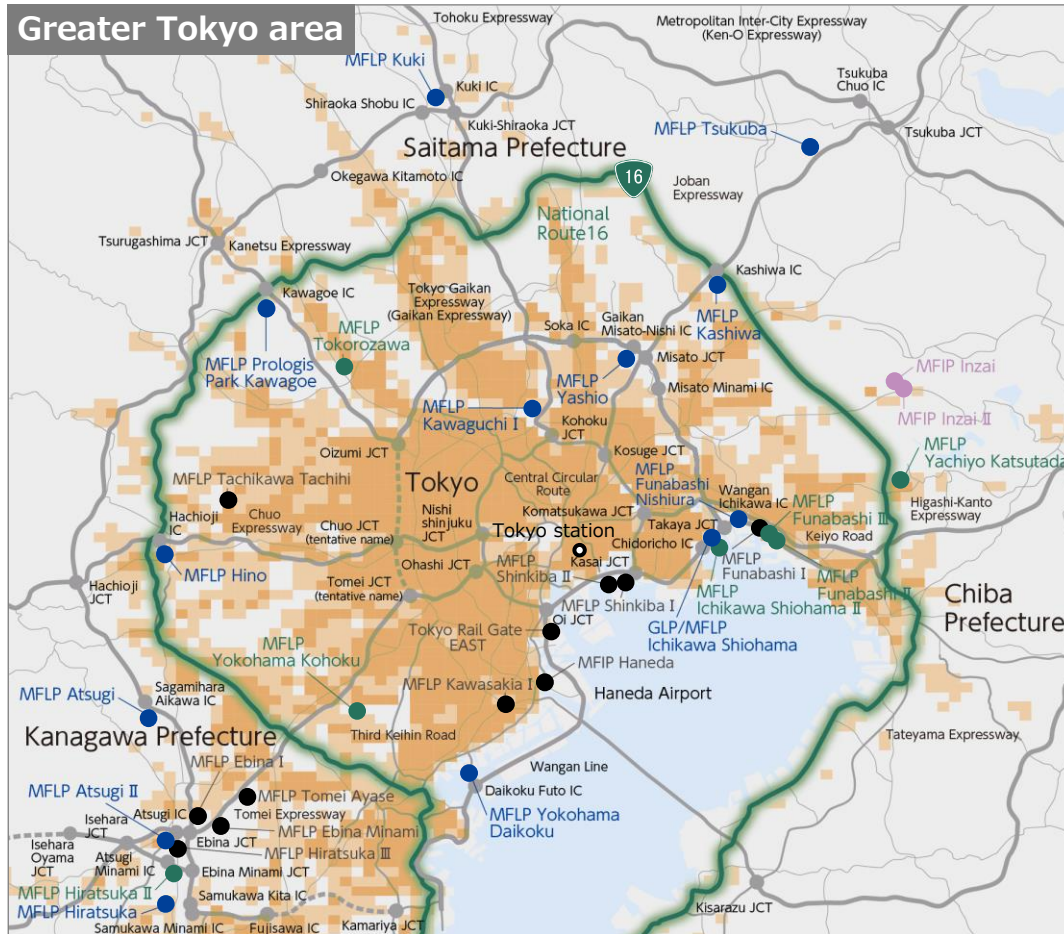 Greater Tokyo area
Tohoku Expressway
Metropolitan Inter-City Expressway
(Ken-O Expressway)
MFLP Kuki
Kuki IC
Shiraoka Shobu IC
Kuki-Shiraoka JCT
Tsukuba
Chuo IC
Tsukuba JCT
MFLP Tsukuba
Saitama Prefecture
16
Okegawa Kitamoto IC
Joban
Expressway
National
Route16
Tsurugashima JCT
Kanetsu Expressway
Kashiwa IC
Kawagoe IC
Tokyo Gaikan
Expressway
(Gaikan Expressway)
Soka IC
Gaikan
Misato-Nishi IC
MFLP
Kashiwa
MFLP
Tokorozawa
MFLP Prologis
Park Kawagoe
Misato JCT
MFLP
Yashio
Misato Minami IC
MFIP Inzai
MFIP Inzai II
MFLP
Kawaguchi I
Kohoku
JCT
Oizumi JCT
Kosuge JCT
MFLP
Yachiyo Katsutadai
MFLP Tachikawa Tachihi
Tokyo
Central Circular
Route
MFLP
Funabashi
Nishiura
Wangan
Ichikawa IC
MFLP
Funabashi III
Higashi-Kanto
Expressway
Hachioji
IC
Chuo
Expressway
Chuo JCT
(tentative name)
Nishi
shinjuku
JCT
Komatsukawa JCT
Takaya JCT
Keiyo Road
Tokyo station
Chidoricho IC
MFLP Hino
Hachioji
JCT
Ohashi JCT
Kasai JCT
MFLP
Shinkiba II
MFLP
Funabashi I
MFLP
Funabashi II
Tomei JCT
(tentative name)
MFLP Shinkiba I
MFLP
Ichikawa Shiohama II
Chiba
Prefecture
Oi JCT
GLP/MFLP
Ichikawa Shiohama
Tokyo Rail Gate
EAST
MFLP
Yokohama Kohoku
MFIP Haneda
MFLP Kawasakia I
Haneda Airport
MFLP Atsugi
Sagamihara
Aikawa IC
Kanagawa Prefecture
Third Keihin Road
Tateyama Expressway
MFLP Ebina I
Wangan Line
MFLP Atsugi II
MFLP Tomei Ayase
Daikoku Futo IC
Atsugi IC
Tomei Expressway
MFLP Yokohama
Daikoku
Isehara
JCT
MFLP Ebina Minami
Ebina JCT
Isehara
Oyama
JCT
Atsugi
Minami IC
MFLP Hiratsuka III
Ebina Minami JCT
MFLP Hiratsuka II
Samukawa Kita IC
Kisarazu JCT
MFLP Hiratsuka
Samukawa Minami IC
Fujisawa IC
Kamariya JCT